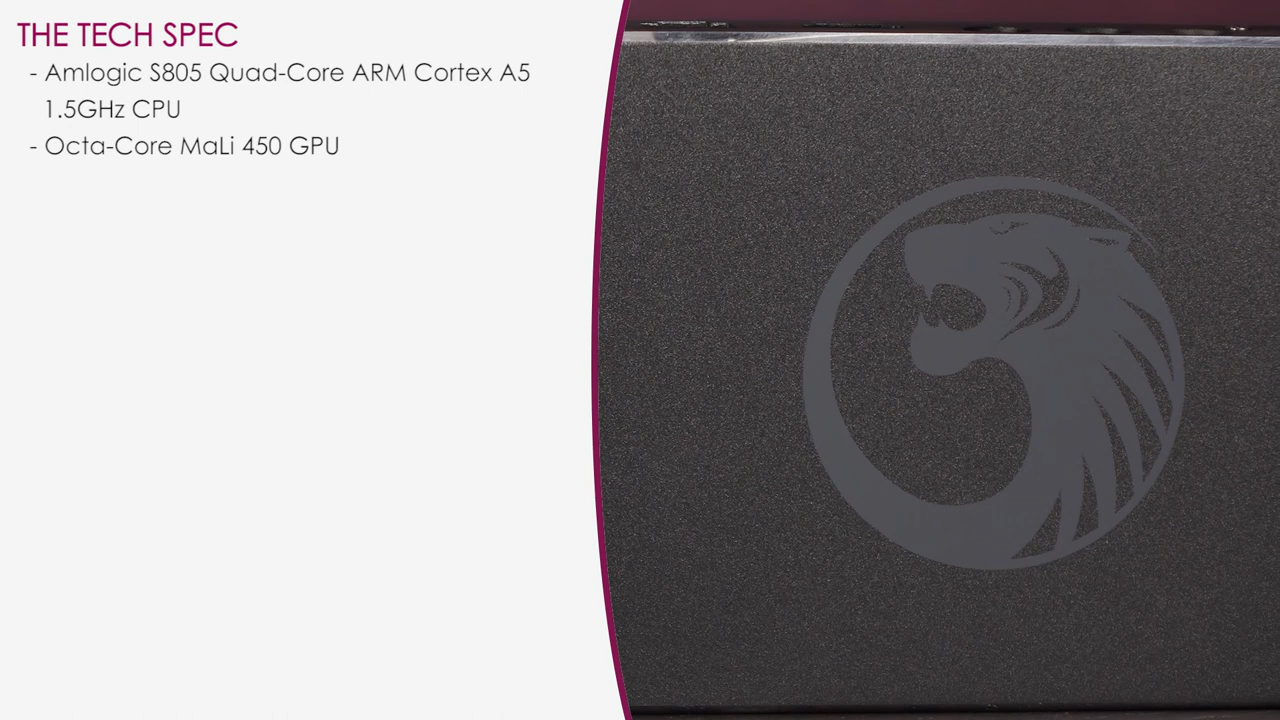 THE TECH SPEC
- Amlogic S805 Quad-Core ARM Cortex A5
1.5GHz CPU
- Octa-Core MaLi 450 GPU